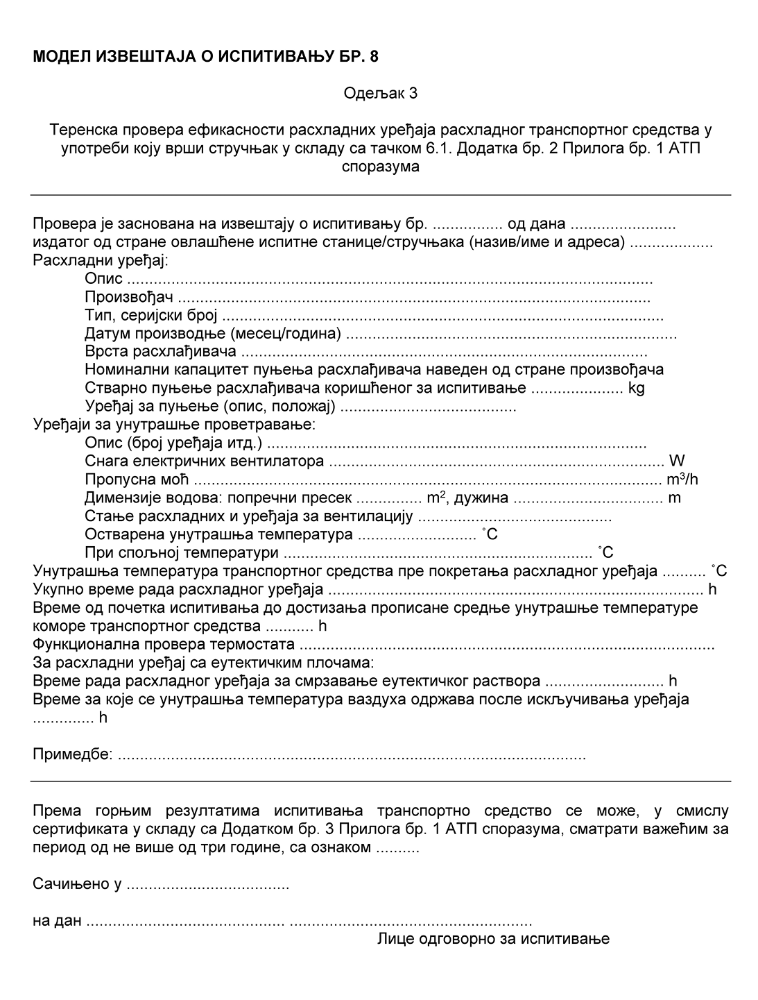 МОДЕЛ ИЗВЕШТАЈА О ИСПИТИВАЊУ БР. 8
Одељак 3
Теренска провера ефикасности расхладних уређаја расхладног транспортног средства у
употреби коју врши стручњак у складу са тачком 6.1. Додатка бр. 2 Прилога бр. 1 АТП
споразума
Провера је заснована на извештају о испитивању бр. ................ од дана ........................
издатог од стране овлашћене испитне станице/стручњака (назив/име и адреса) ...................
Расхладни уређај:
Опис ........................................................................................................................
Произвођач ...........................................................................................................
Тип, серијски број ....................................................................................................
Датум производње (месец/година) ...........................................................................
Врста расхлађивача ............................................................................................
Номинални капацитет пуњења расхлађивача наведен од стране произвођача
Стварно пуњење расхлађивача коришћеног за испитивање ..................... kg
Уређај за пуњење (опис, положај) ........................................
Уређаји за унутрашње проветравање:
Опис (број уређаја итд.) ......................................................................................
Снага електричних вентилатора ............................................................................ W
Пропусна моћ .......................................................................................................... m³/h
Димензије водова: попречни пресек ............... m², дужина .................................. m
Стање расхладних и уређаја за вентилацију ............................................
Остварена унутрашња температура ........................... ˚C
При спољној температури ...................................................................... ˚C
Унутрашња температура транспортног средства пре покретања расхладног уређаја .......... ˚C
Укупно време рада расхладног уређаја ..................................................................................... h
Време од почетка испитивања до достизања прописане средње унутрашње температуре
коморе транспортног средства ........... h
Функционална провера термостата ..............................................................................................
За расхладни уређај са еутектичким плочама:
Време рада расхладног уређаја за смрзавање еутектичког раствора ........................... h
Време за које се унутрашња температура ваздуха одржава после искључивања уређаја
.............. h
Примедбе: ..........................................................................................................
Према горњим резултатима испитивања транспортно средство се може, у смислу
сертификата у складу са Додатком бр. 3 Прилога бр. 1 АТП споразума, сматрати важећим за
период од не више од три године, са ознаком ..........
Сачињено у .....................................
на дан ............................................. .......................................................
Лице одговорно за испитивање